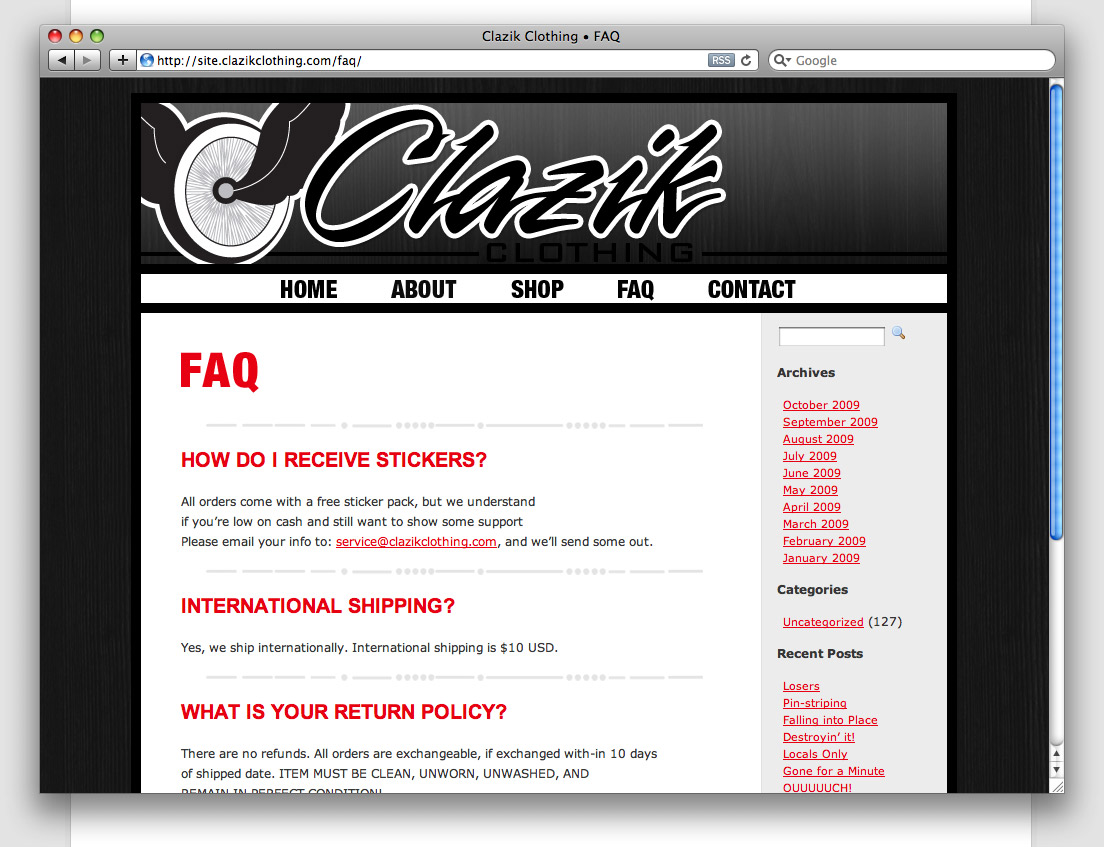 Clazik Clothing • FAQ
http://site.clazikclothing.com/faq/
RSS
Google
Clazik
CLOTHING
HOME ABOUT SHOP FAQ CONTACT
FAQ
HOW DO I RECEIVE STICKERS?
All orders come with a free sticker pack, but we understand
if you’re low on cash and still want to show some support
Please email your info to: service@clazikclothing.com, and we’ll send some out.
INTERNATIONAL SHIPPING?
Yes, we ship internationally. International shipping is $10 USD.
WHAT IS YOUR RETURN POLICY?
There are no refunds. All orders are exchangeable, if exchanged with-in 10 days
of shipped date. ITEM MUST BE CLEAN, UNWORN, UNWASHED, AND
REMAIN IN PERFECT CONDITION!
Archives
October 2009
September 2009
August 2009
July 2009
June 2009
May 2009
April 2009
March 2009
February 2009
January 2009
Categories
Uncategorized (127)
Recent Posts
Losers
Pin-striping
Falling into Place
Destroyin’ it!
Locals Only
Gone for a Minute
OUUUUUCH!